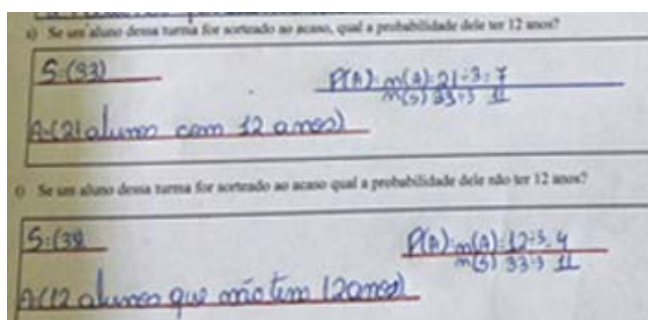 e) Se um aluno dessa turma for sorteado ao acaso, qual a probabilidade dele ter 12 anos?
S:(33)
P(A): n(A): 21÷3 = 7
n(S) 33÷3 11
A:(21 alunos com 12 anos)
f) Se um aluno dessa turma for sorteado ao acaso qual a probabilidade dele não ter 12 anos?
S:(33)
P(A): n(A): 12÷3. 4
n(S) 33÷3 11
A:(12 alunos que não tem 12 anos)